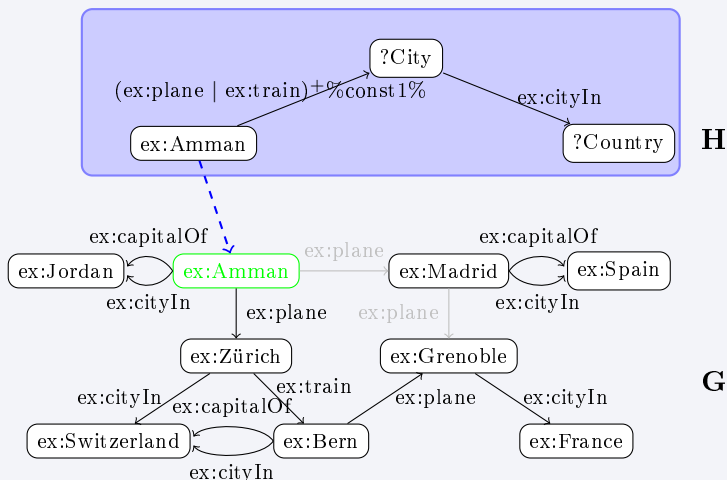 ?City
(ex:plane | ex:train)+%const1%
ex:cityIn
ex:Amman
?Country
H
ex:capitalOf
ex:plane
ex:capitalOf
ex:Jordan
ex:Amman
ex:Madrid
ex:Spain
ex:cityIn
ex:cityIn
ex:plane
ex:plane
ex:Zürich
ex:Grenoble
G
ex:cityIn
ex:train
ex:plane
ex:cityIn
ex:capitalOf
ex:Switzerland
ex:Bern
ex:France
ex:cityIn